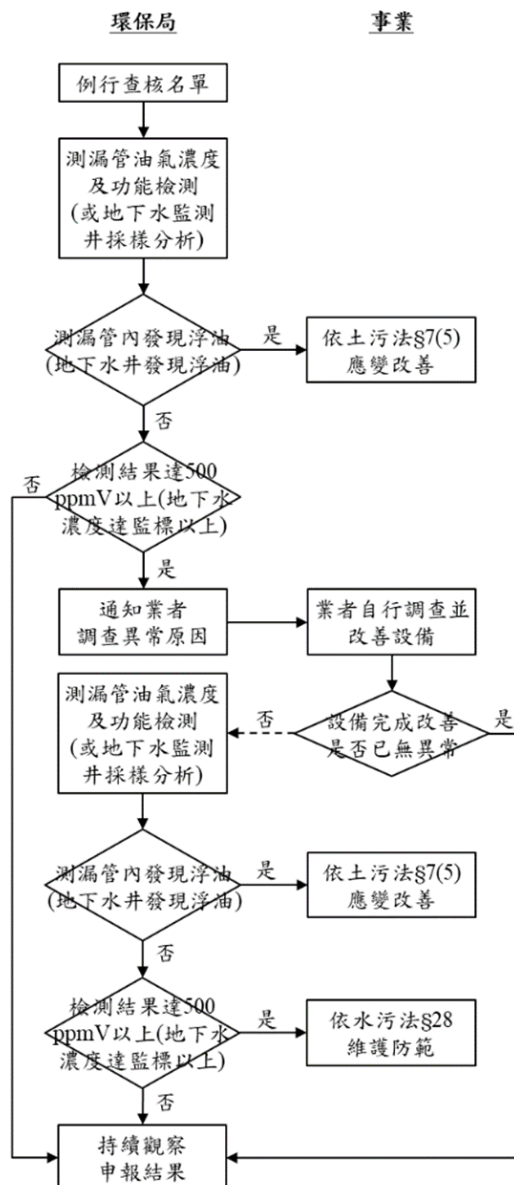 環保局
事業
例行查核名單
測漏管油氣濃度
及功能檢測
(或地下水監測
井採樣分析)
測漏管內發現浮油
(地下水井發現浮油)
是
依土污法§7(5)
應變改善
否
檢測結果達500
ppmV以上(地下水
濃度達監標以上)
否
是
通知業者
調查異常原因
業者自行調查並
改善設備
測漏管油氣濃度
及功能檢測
(或地下水監測
井採樣分析)
否
設備完成改善
是否已無異常
是
測漏管內發現浮油
(地下水井發現浮油)
是
依土污法§7(5)
應變改善
否
檢測結果達500
ppmV以上(地下水
濃度達監標以上)
是
依水污法§28
維護防範
否
持續觀察
申報結果